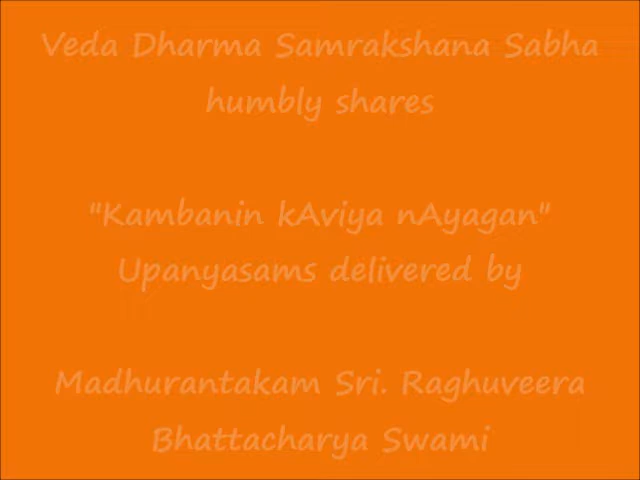 Veda Dharma Samrakshana Sabha
humbly shares
"Kambanin kAviya nAyagan"
Upanyasams delivered by
Madhurantakam Sri. Raghuveera
Bhattacharya Swami